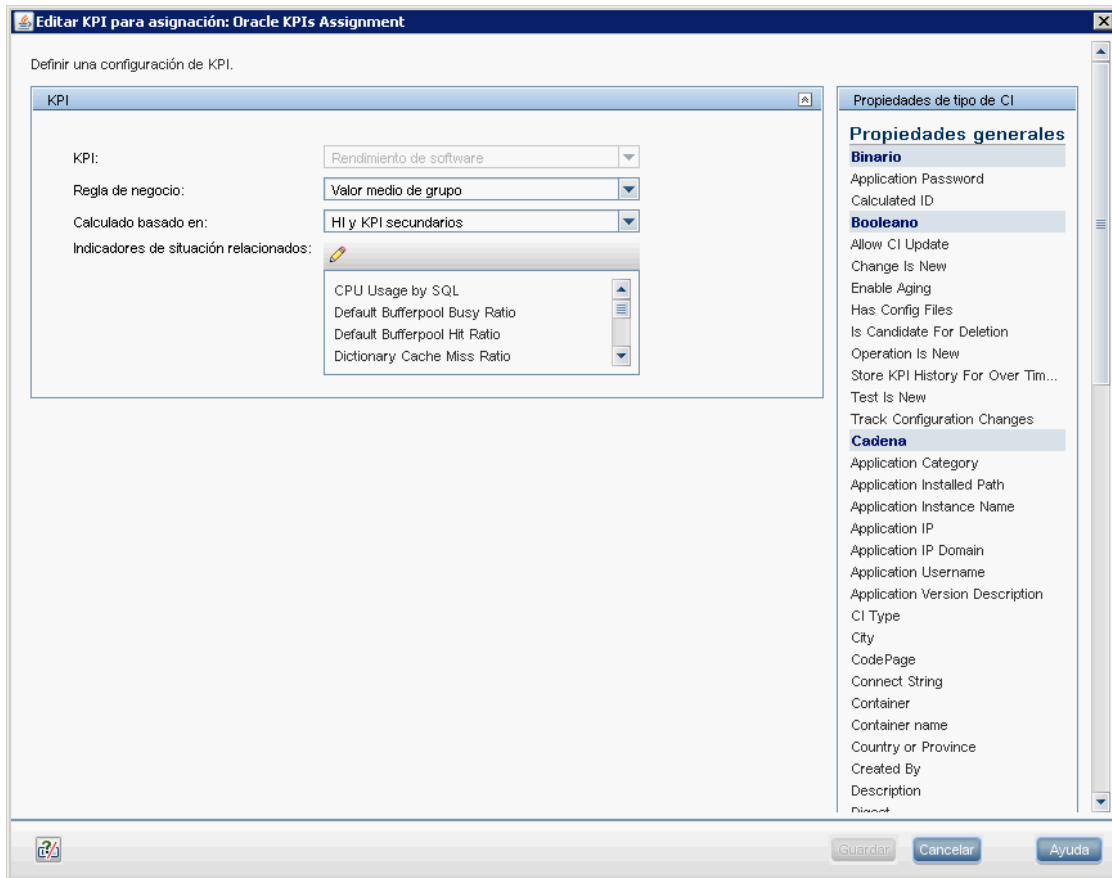 Editar KPI para asignación: Oracle KPIs Assignment
Definir una configuración de KPI.
KPI
KPI:
Rendimiento de software
Regla de negocio:
Valor medio de grupo
Calculado basado en:
HI y KPI secundarios
Indicadores de situación relacionados:
CPU Usage by SQL
Default Bufferpool Busy Ratio
Default Bufferpool Hit Ratio
Dictionary Cache Miss Ratio
Propiedades de tipo de CI
Propiedades generales
Binario
Application Password
Calculated ID
Booleano
Allow CI Update
Change Is New
Enable Aging
Has Config Files
Is Candidate For Deletion
Operation Is New
Store KPI History For Over Tim...
Test Is New
Track Configuration Changes
Cadena
Application Category
Application Installed Path
Application Instance Name
Application IP
Application IP Domain
Application Username
Application Version Description
CI Type
City
CodePage
Connect String
Container
Container name
Country or Province
Created By
Description
Guardar
Cancelar
Ayuda